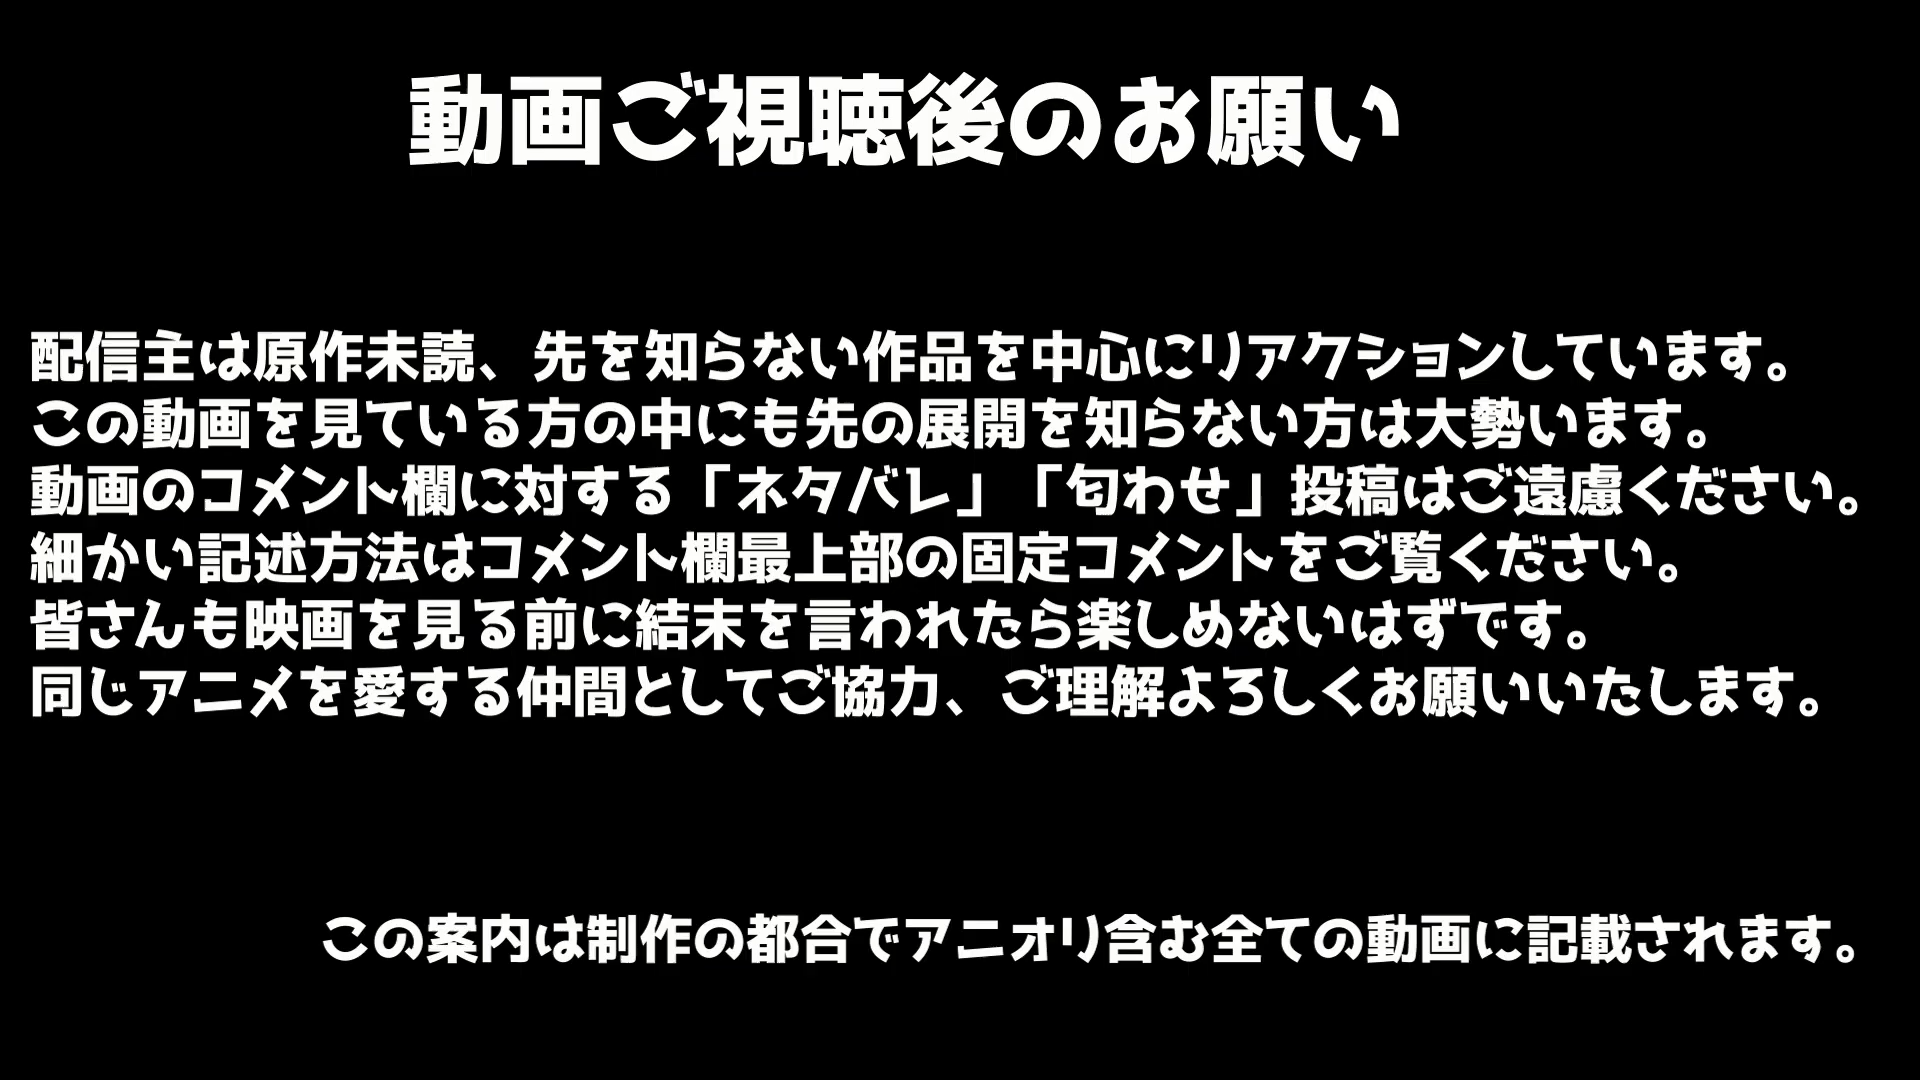 動画ご視聴後のお願い
配信主は原作未読、先を知らない作品を中心にリアクションしています。
この動画を見ている方の中にも先の展開を知らない方は大勢います。
動画のコメント欄に対する「ネタバレ」「匂わせ」投稿はご遠慮ください。
細かい記述方法はコメント欄最上部の固定コメントをご覧ください。
皆さんも映画を見る前に結末を言われたら楽しめないはずです。
同じアニメを愛する仲間としてご協力、ご理解よろしくお願いいたします。
この案内は制作の都合でアニオリ含む全ての動画に記載されます。